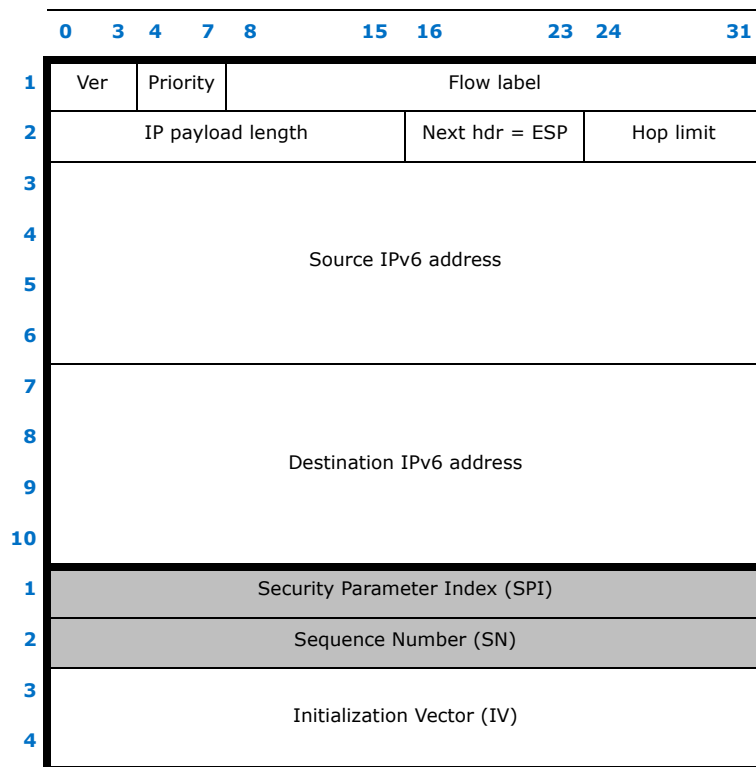 0 3 4 7 8 15 16 23 24 31
1 Ver Priority Flow label
2 IP payload length Next hdr = ESP Hop limit
3
4
Source IPv6 address
5
6
7
8
Destination IPv6 address
9
10
1 Security Parameter Index (SPI)
2 Sequence Number (SN)
3
Initialization Vector (IV)
4